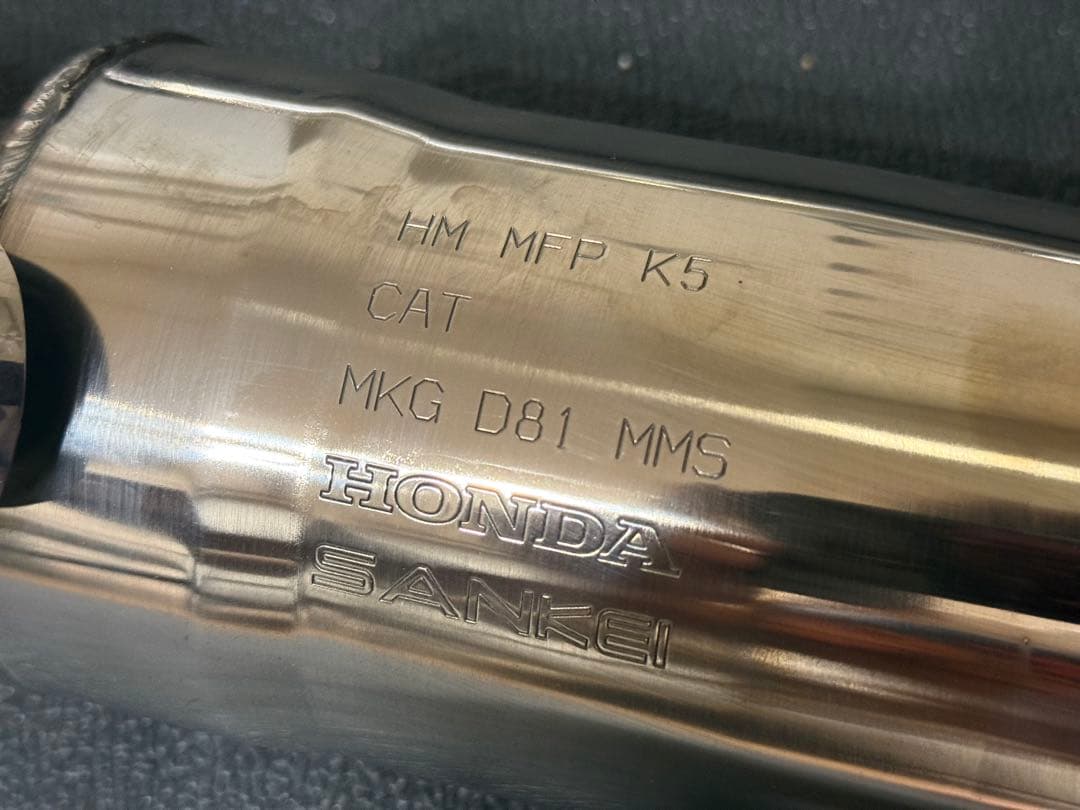 HM MFP K5
CAT
MKG D81 MMS
HONDA
SANKEI